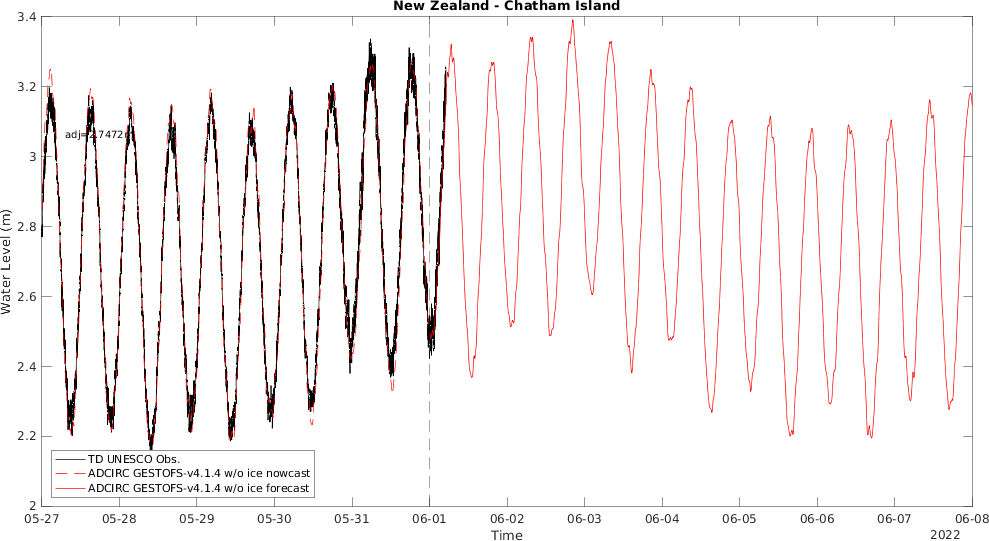 New Zealand - Chatham Island
3.4
3.2
3
2.8
2.6
2.4
2.2
2
Water Level (m)
adj=2.7472m
TD UNESCO Obs.
ADCIRC GESTOFS-v4.1.4 w/o ice nowcast
ADCIRC GESTOFS-v4.1.4 w/o ice forecast
05-27 05-28 05-29 05-30 05-31 06-01 06-02 06-03 06-04 06-05 06-06 06-07 06-08
Time
2022